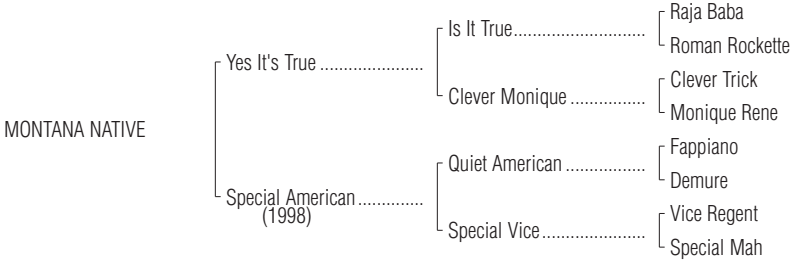 Raja Baba
Is It True............................
Roman Rockette
Yes It's True ......................
Clever Trick
Clever Monique ................
Monique Rene
MONTANA NATIVE
Fappiano
Quiet American .................
Demure
Special American ..............
(1998)
Vice Regent
Special Vice......................
Special Mah